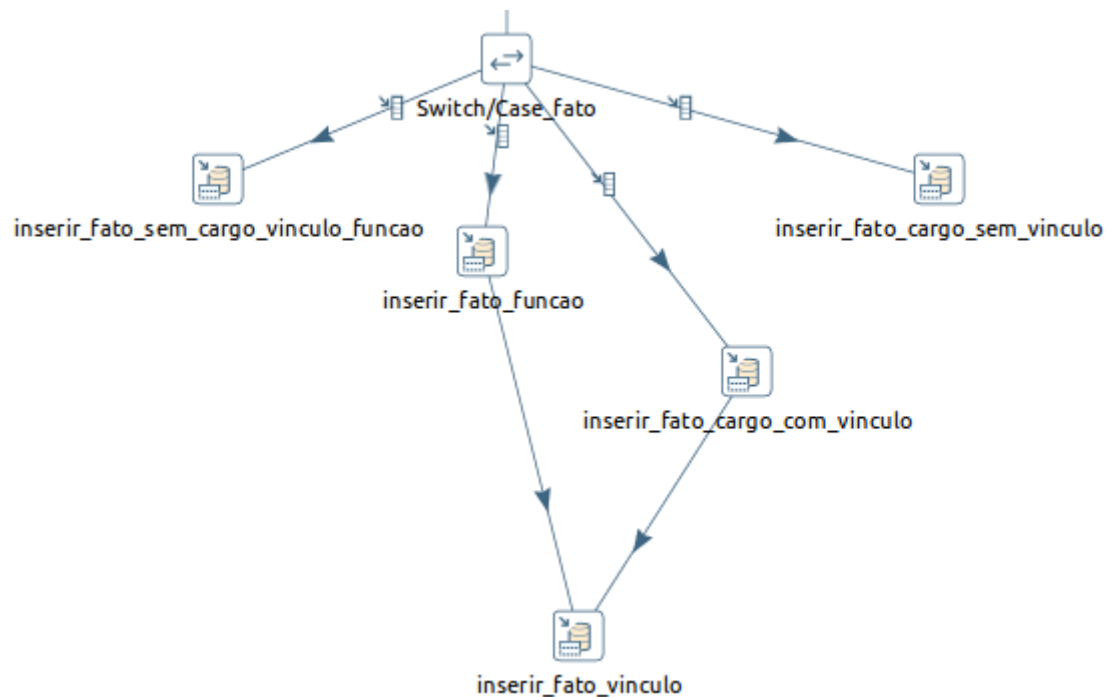 Switch/Case_fato
inserir_fato_sem_cargo_vinculo_funcao
inserir_fato_cargo_sem_vinculo
inserir_fato_funcao
inserir_fato_cargo_com_vinculo
inserir_fato_vinculo